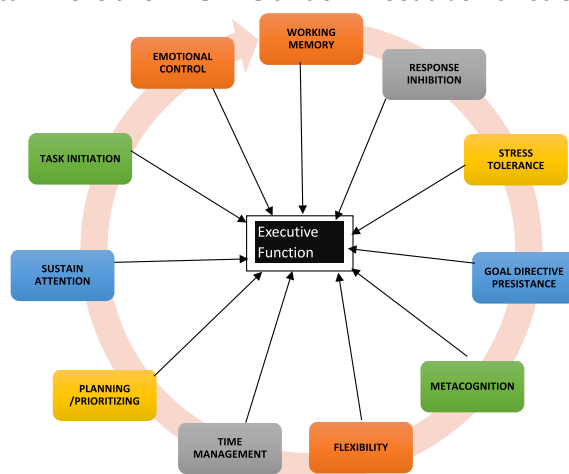 WORKING
MEMORY
RESPONSE
INHIBITION
STRESS
TOLERANCE
GOAL DIRECTIVE
PRESISTANCE
METACOGNITION
FLEXIBILITY
TIME
MANAGEMENT
PLANNING
/PRIORITIZING
SUSTAIN
ATTENTION
TASK INITIATION
EMOTIONAL
CONTROL
Executive
Function